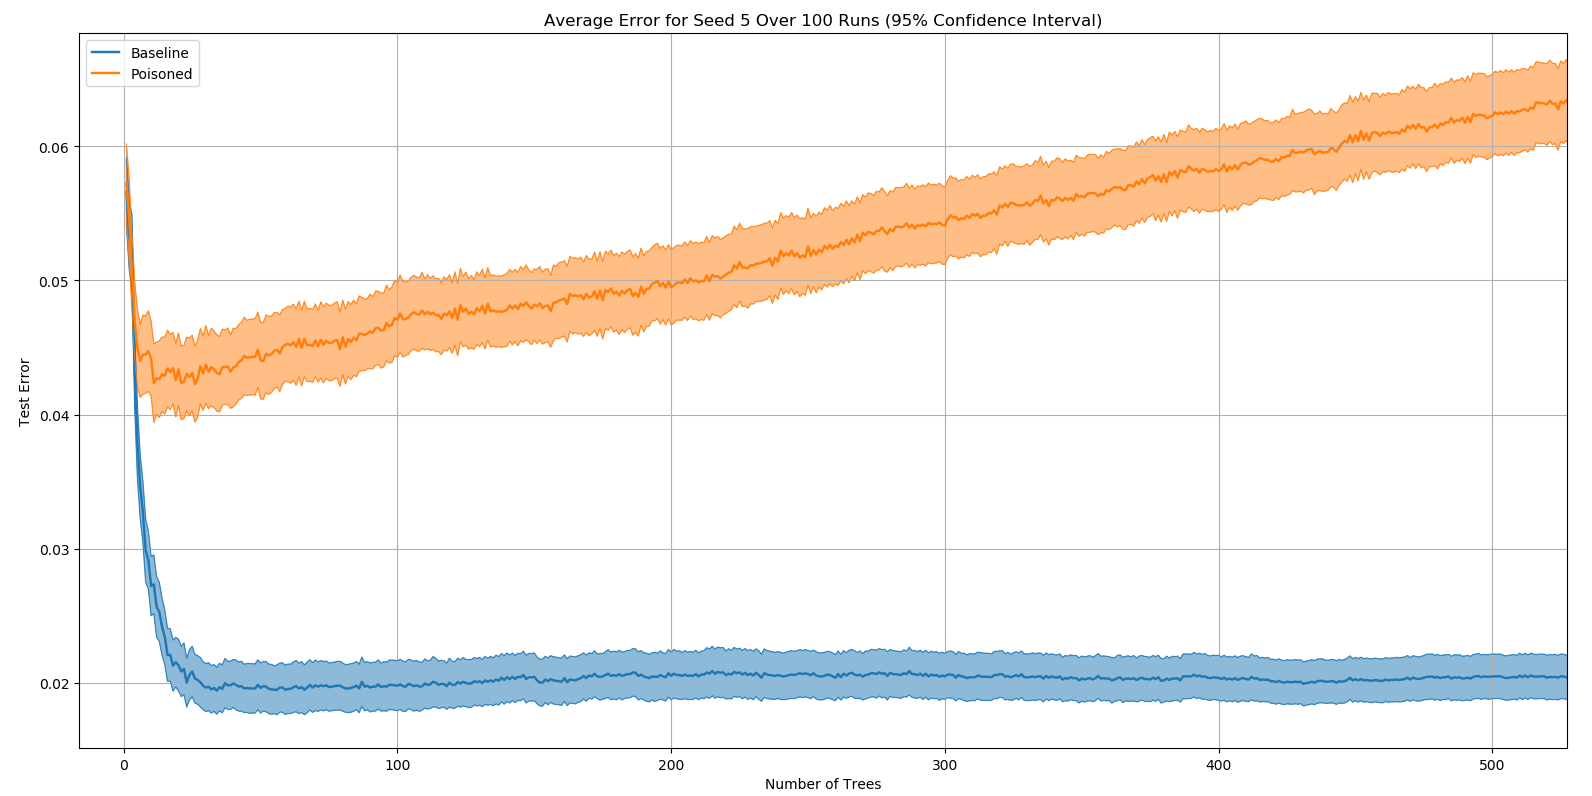 Average Error for Seed 5 Over 100 Runs (95% Confidence Interval)
Baseline
Poisoned
0.06
0.05
0.04
0.03
0.02
Test Error
0
100
200
300
400
500
Number of Trees